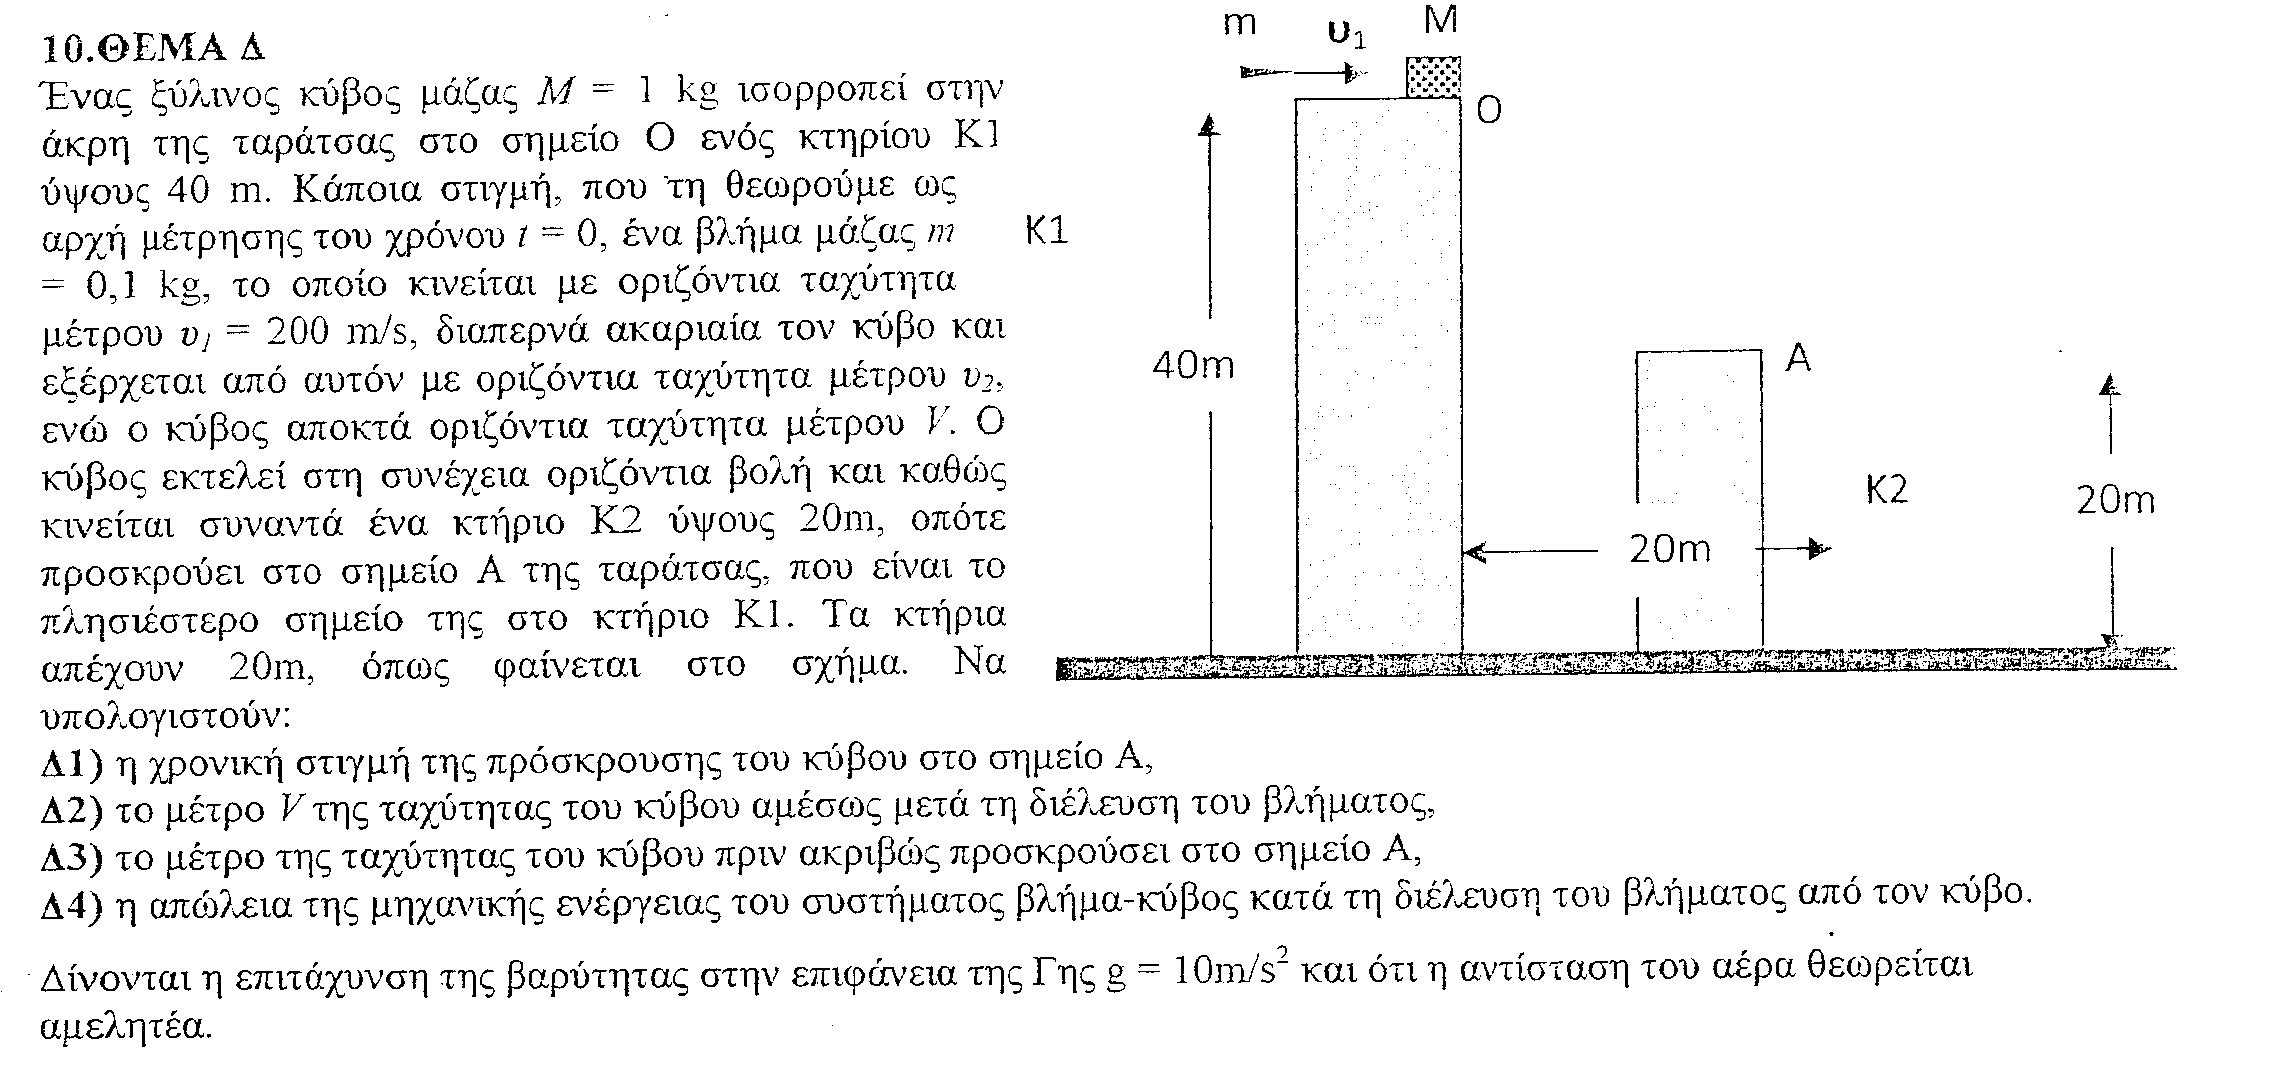 10.ΘΕΜΑ Δ
Ένας ξύλινος κύβος μάζας M = 1 kg ισορροπεί στην
άκρη της ταράτσας στο σημείο Ο ενός κτηρίου Κ1
ύψους 40 m. Κάποια στιγμή, που τη θεωρούμε ως
αρχή μέτρησης του χρόνου t = 0, ένα βλήμα μάζας m
= 0,1 kg, το οποίο κινείται με οριζόντια ταχύτητα
μέτρου υ₁ = 200 m/s, διαπερνά ακαριαία τον κύβο και
εξέρχεται από αυτόν με οριζόντια ταχύτητα μέτρου υ₂,
ενώ ο κύβος αποκτά οριζόντια ταχύτητα μέτρου V. Ο
κύβος εκτελεί στη συνέχεια οριζόντια βολή και καθώς
κινείται συναντά ένα κτήριο Κ2 ύψους 20m, οπότε
προσκρούει στο σημείο Α της ταράτσας, που είναι το
πλησιέστερο σημείο της στο κτήριο Κ1. Τα κτήρια
απέχουν 20m, όπως φαίνεται στο σχήμα. Να
υπολογιστούν:
Δ1) η χρονική στιγμή της πρόσκρουσης του κύβου στο σημείο Α,
Δ2) το μέτρο V της ταχύτητας του κύβου αμέσως μετά τη διέλευση του βλήματος,
Δ3) το μέτρο της ταχύτητας του κύβου πριν ακριβώς προσκρούσει στο σημείο Α,
Δ4) η απώλεια της μηχανικής ενέργειας του συστήματος βλήμα-κύβος κατά τη διέλευση του βλήματος από τον κύβο.
Δίνονται η επιτάχυνση της βαρύτητας στην επιφάνεια της Γης g = 10m/s² και ότι η αντίσταση του αέρα θεωρείται
αμελητέα.
m
υ₁
M
O
K1
40m
A
K2
20m
20m